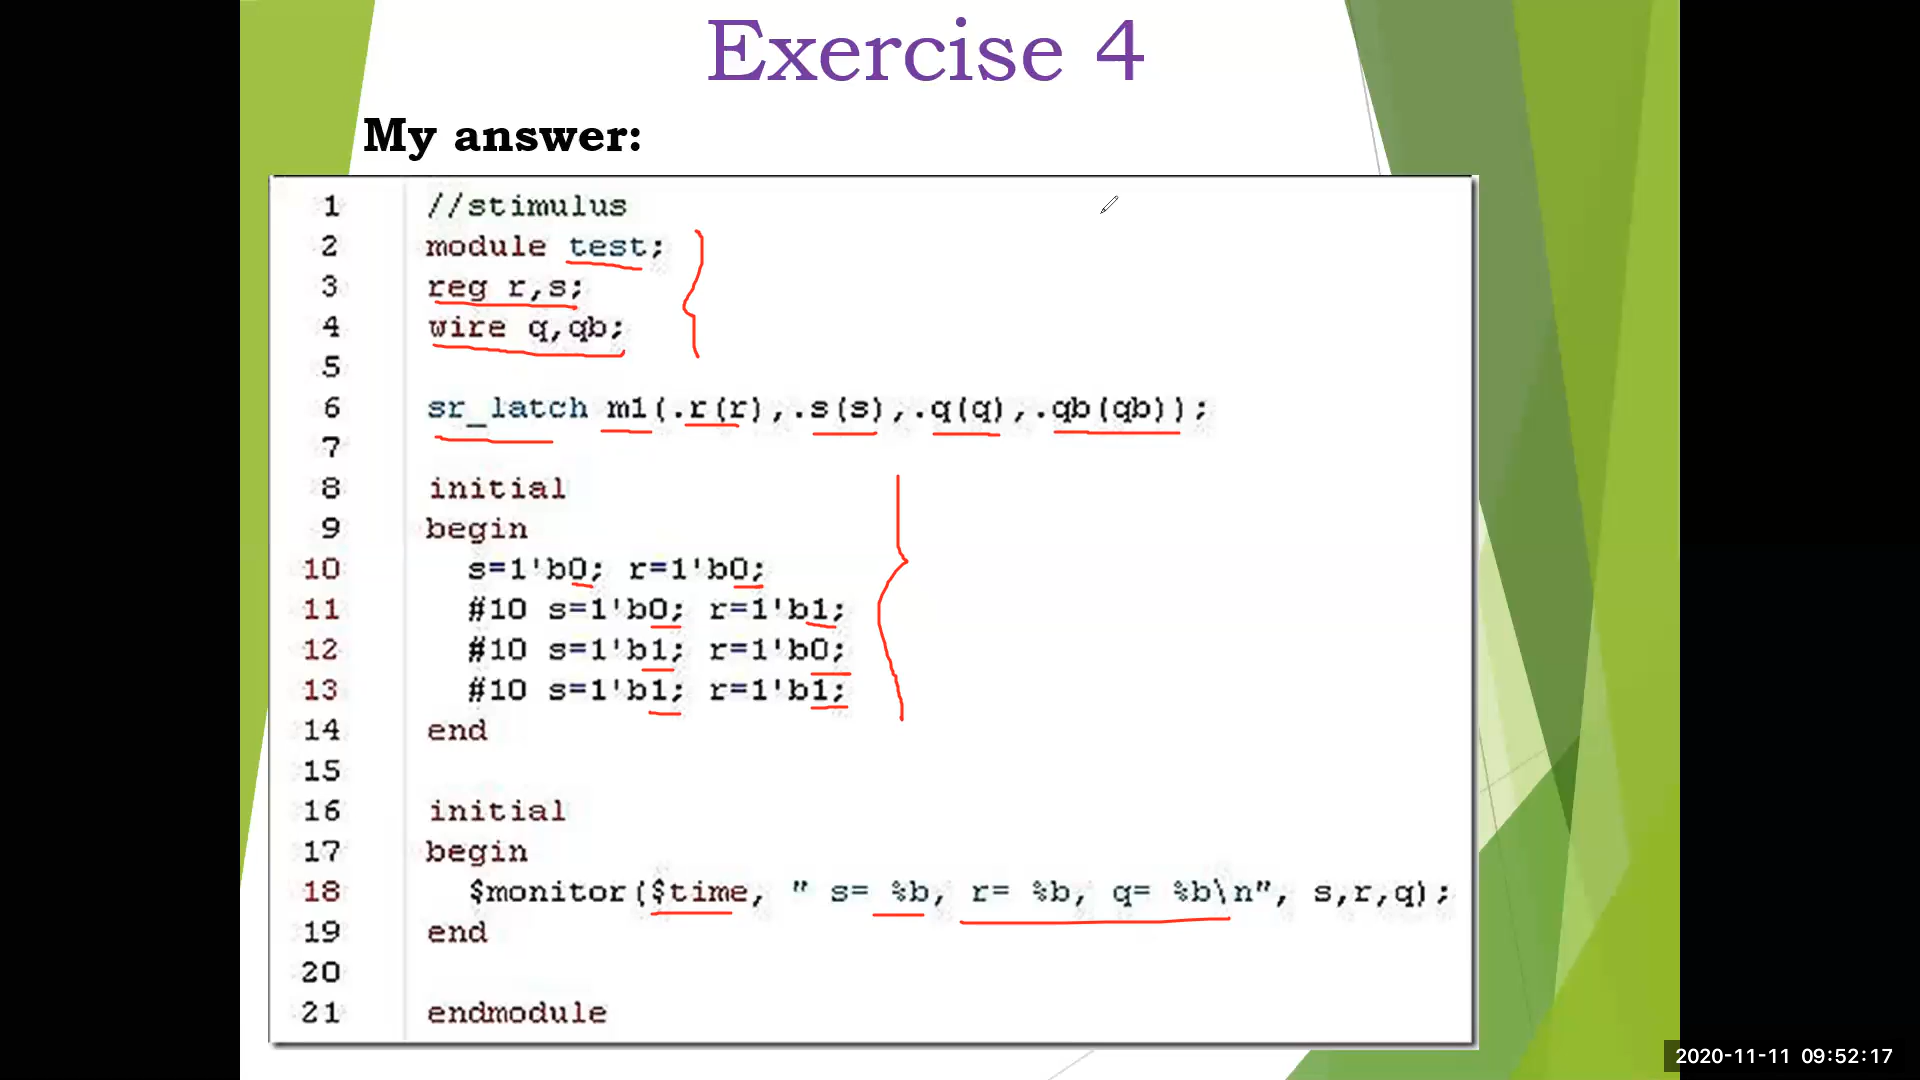 Exercise 4
My answer:
1 //stimulus
2 module test;
3 reg r,s;
4 wire q,qb;
5
6 sr_latch m1(.r(r),.s(s),.q(q),.qb(qb));
7
8 initial
9 begin
10 s=1'b0; r=1'b0;
11 #10 s=1'b0; r=1'b1;
12 #10 s=1'b1; r=1'b0;
13 #10 s=1'b1; r=1'b1;
14 end
15
16 initial
17 begin
18 $monitor($time, " s= %b, r= %b, q= %b\n", s,r,q);
19 end
20
21 endmodule
2020-11-11 09:52:17